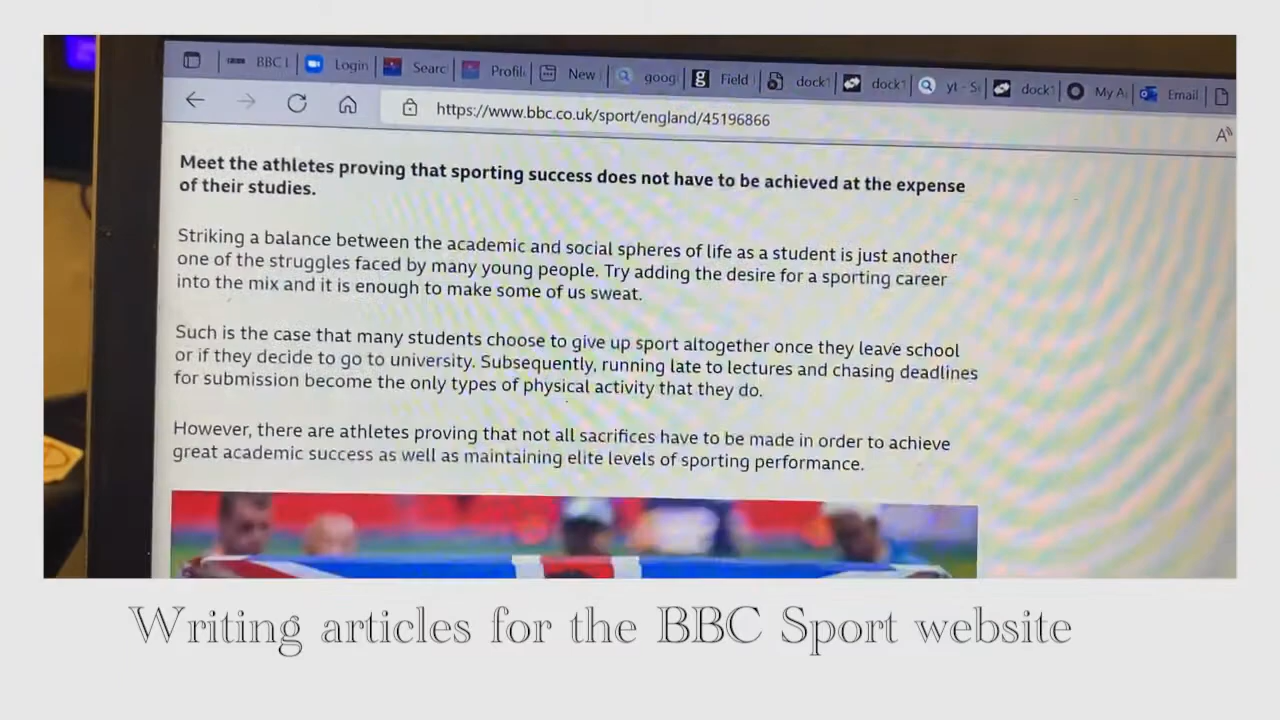 BBC
Login
Searc
Profil
New
goog
Field
dock
dock
yt - S
dock
My A
Email
https://www.bbc.co.uk/sport/england/45196866
A
Meet the athletes proving that sporting success does not have to be achieved at the expense
of their studies.
Striking a balance between the academic and social spheres of life as a student is just another
one of the struggles faced by many young people. Try adding the desire for a sporting career
into the mix and it is enough to make some of us sweat.
Such is the case that many students choose to give up sport altogether once they leave school
or if they decide to go to university. Subsequently, running late to lectures and chasing deadlines
for submission become the only types of physical activity that they do.
However, there are athletes proving that not all sacrifices have to be made in order to achieve
great academic success as well as maintaining elite levels of sporting performance.
Writing articles for the BBC Sport website